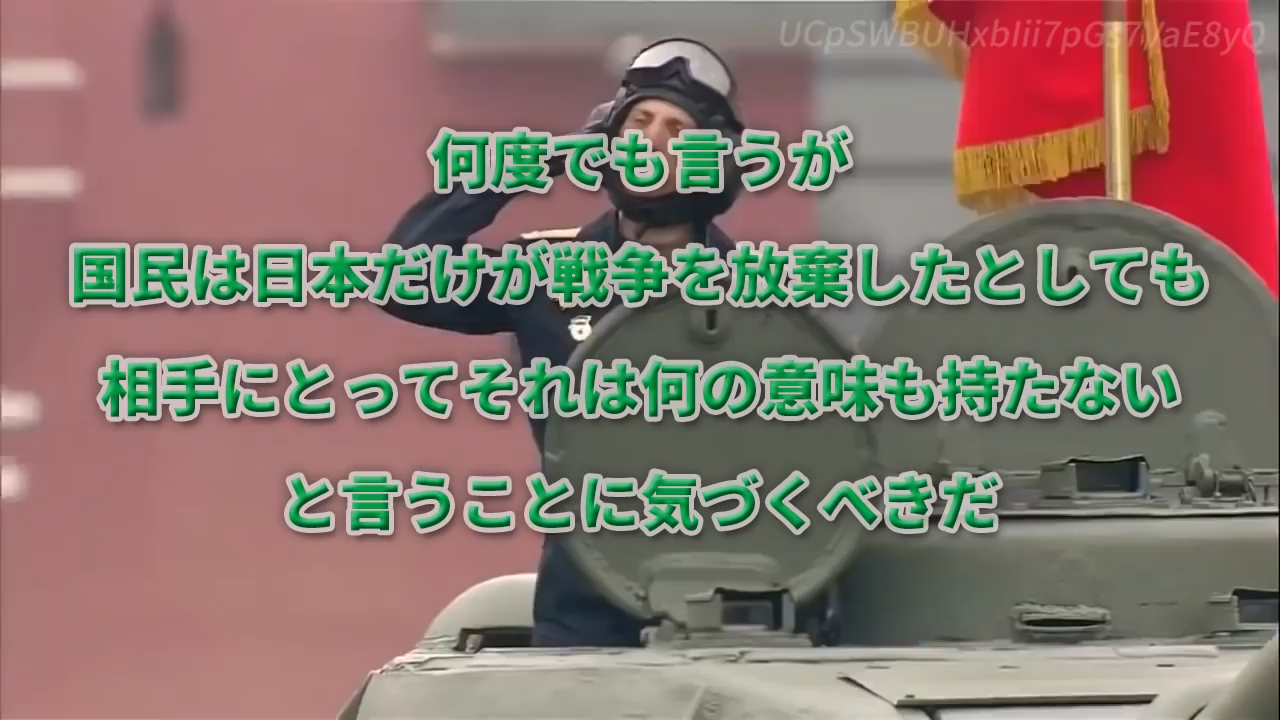 UCpSWBUHxbIii7pGs7VaE8yQ
何度でも言うが
国民は日本だけが戦争を放棄したとしても
相手にとってそれは何の意味も持たない
と言うことに気づくべきだ